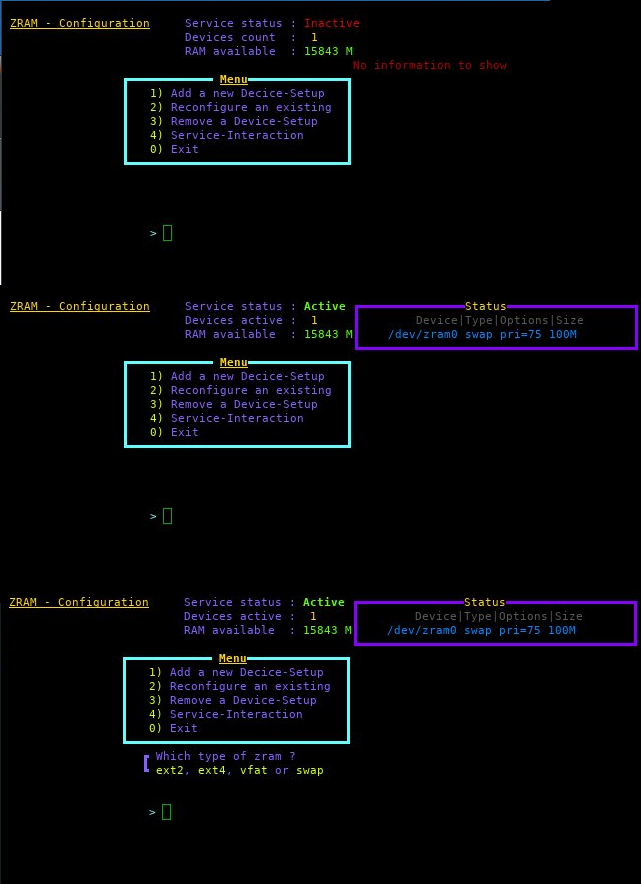 ZRAM - Configuration Service status : Inactive
Devices count : 1
RAM available : 15843 M
No information to show
Menu
1) Add a new Decice-Setup
2) Reconfigure an existing
3) Remove a Device-Setup
4) Service-Interaction
0) Exit
>
ZRAM - Configuration Service status : Active Status
Devices active : 1 Device|Type|Options|Size
RAM available : 15843 M /dev/zram0 swap pri=75 100M
Menu
1) Add a new Decice-Setup
2) Reconfigure an existing
3) Remove a Device-Setup
4) Service-Interaction
0) Exit
>
ZRAM - Configuration Service status : Active Status
Devices active : 1 Device|Type|Options|Size
RAM available : 15843 M /dev/zram0 swap pri=75 100M
Menu
1) Add a new Decice-Setup
2) Reconfigure an existing
3) Remove a Device-Setup
4) Service-Interaction
0) Exit
Which type of zram ?
ext2, ext4, vfat or swap
>